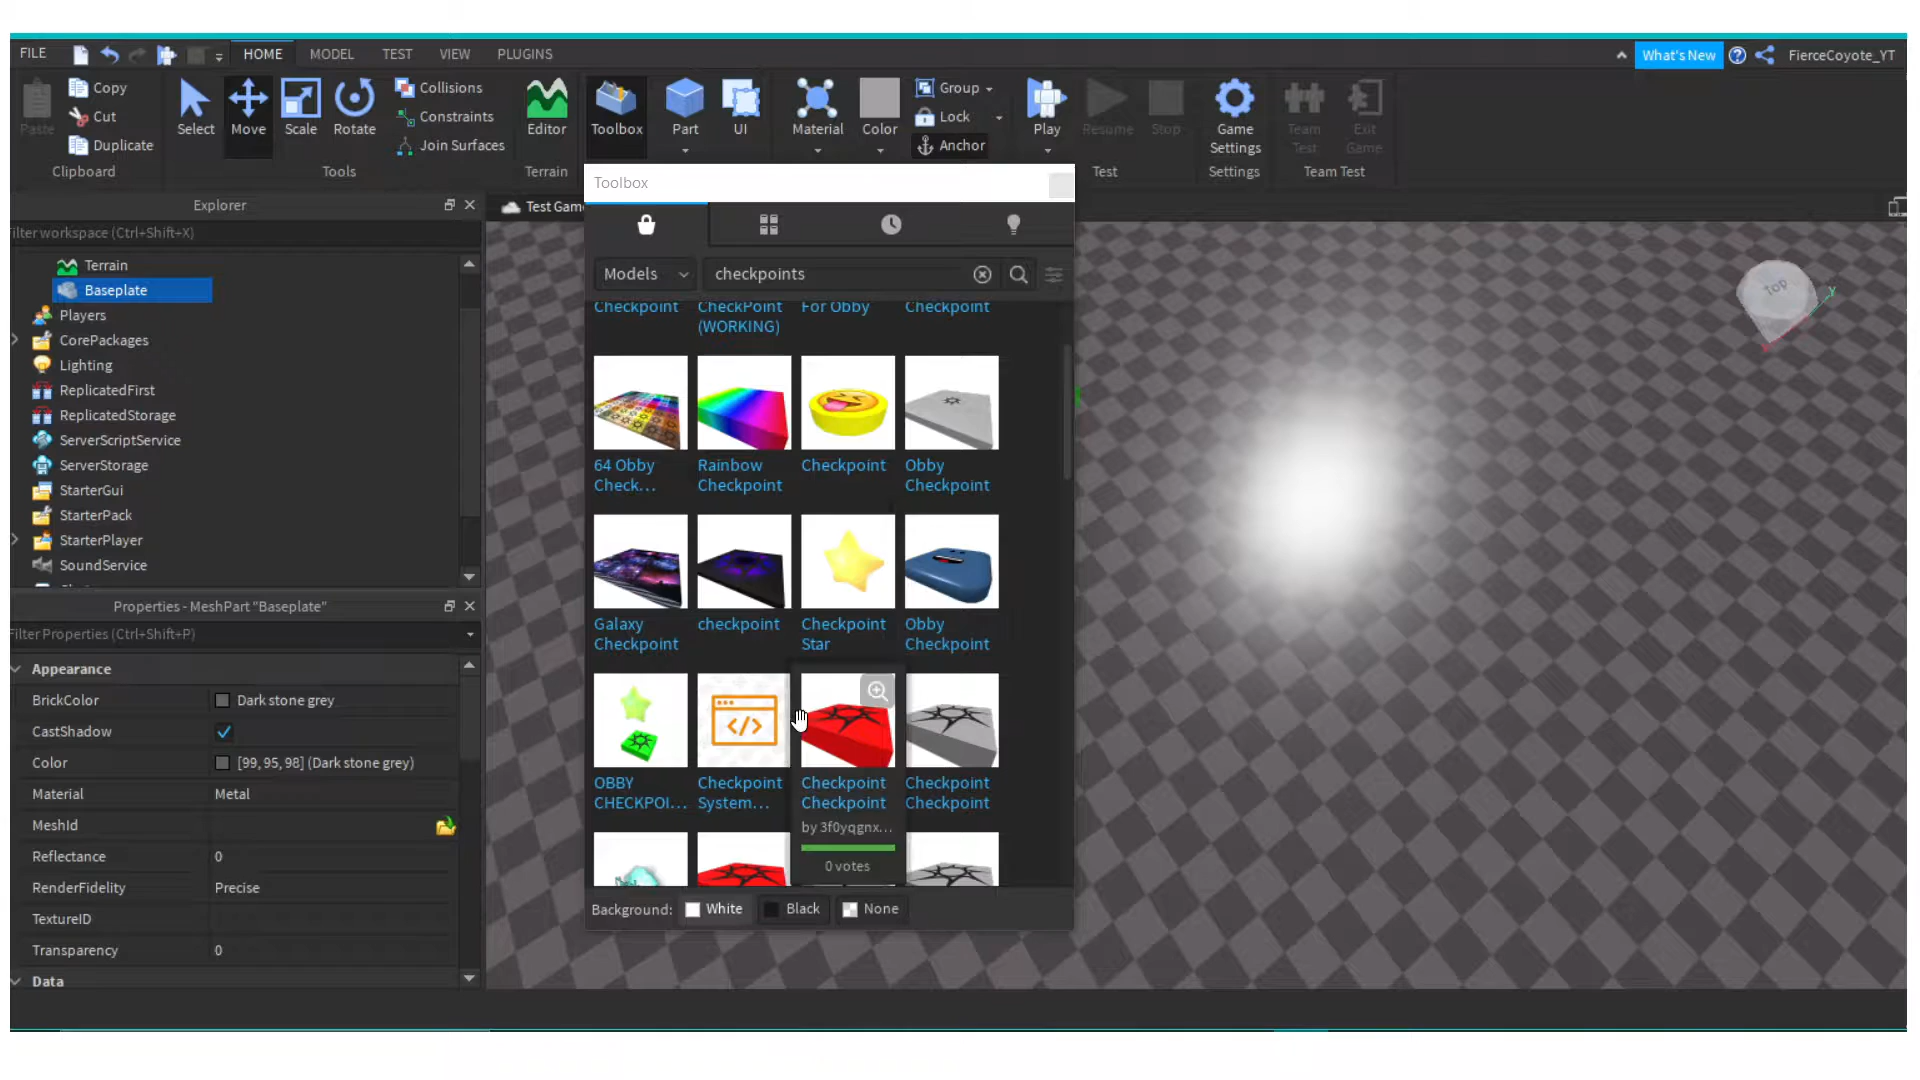 FILE
HOME
MODEL
TEST
VIEW
PLUGINS
What's New
FierceCoyote_YT
Paste
Copy
Cut
Duplicate
Clipboard
Select
Move
Scale
Rotate
Collisions
Constraints
Join Surfaces
Tools
Editor
Terrain
Toolbox
Part
UI
Material
Color
Group
Lock
Anchor
Play
Resume
Stop
Test
Game
Settings
Settings
Team
Test
Exit
Game
Team Test
Explorer
ilter workspace (Ctrl+Shift+X)
Terrain
Baseplate
Players
CorePackages
Lighting
ReplicatedFirst
ReplicatedStorage
ServerScriptService
ServerStorage
StarterGui
StarterPack
StarterPlayer
SoundService
Properties - MeshPart "Baseplate"
Filter Properties (Ctrl+Shift+P)
Appearance
BrickColor Dark stone grey
CastShadow
Color [99, 95, 98] (Dark stone grey)
Material Metal
MeshId
Reflectance 0
RenderFidelity Precise
TextureID
Transparency 0
Data
Test Gam
Toolbox
Models
checkpoints
Checkpoint
CheckPoint
(WORKING)
For Obby
Checkpoint
64 Obby
Check...
Rainbow
Checkpoint
Checkpoint
Obby
Checkpoint
Galaxy
Checkpoint
checkpoint
Checkpoint
Star
Obby
Checkpoint
OBBY
CHECKPOI...
Checkpoint
System...
Checkpoint
Checkpoint
by 3f0yqgnx...
0 votes
Checkpoint
Checkpoint
Background: White Black None
TOP
Y